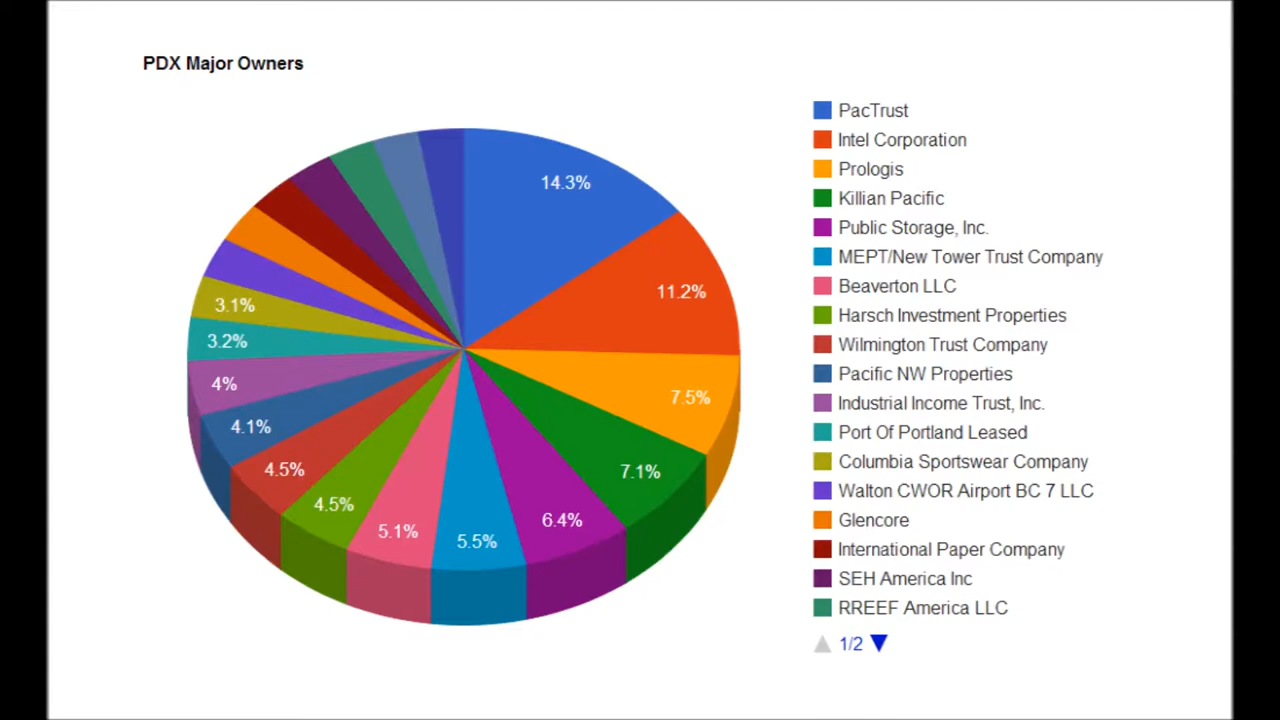 PDX Major Owners
14.3%
11.2%
7.5%
7.1%
6.4%
5.5%
5.1%
4.5%
4.5%
4.1%
4%
3.2%
3.1%
PacTrust
Intel Corporation
Prologis
Killian Pacific
Public Storage, Inc.
MEPT/New Tower Trust Company
Beaverton LLC
Harsch Investment Properties
Wilmington Trust Company
Pacific NW Properties
Industrial Income Trust, Inc.
Port Of Portland Leased
Columbia Sportswear Company
Walton CWOR Airport BC 7 LLC
Glencore
International Paper Company
SEH America Inc
RREEF America LLC
1/2